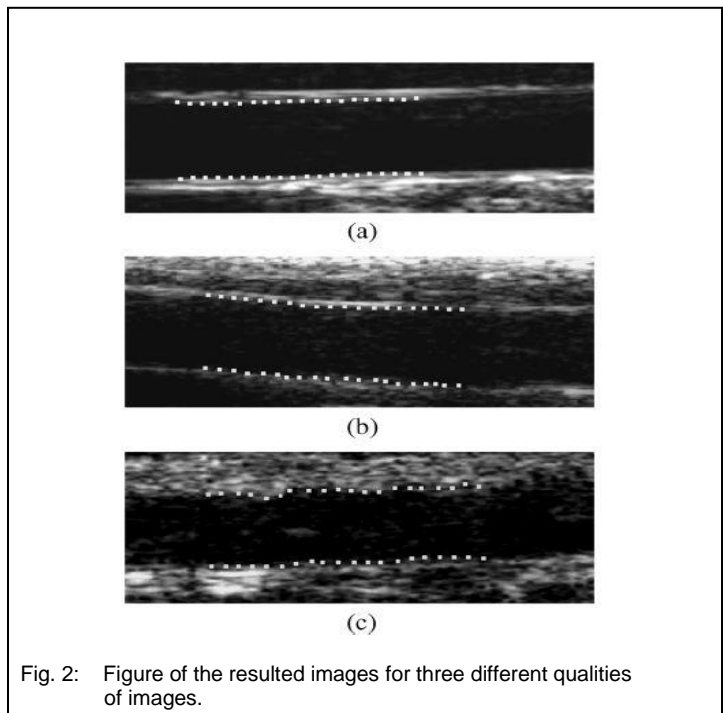 (a)
(b)
(c)
Fig. 2: Figure of the resulted images for three different qualities
of images.